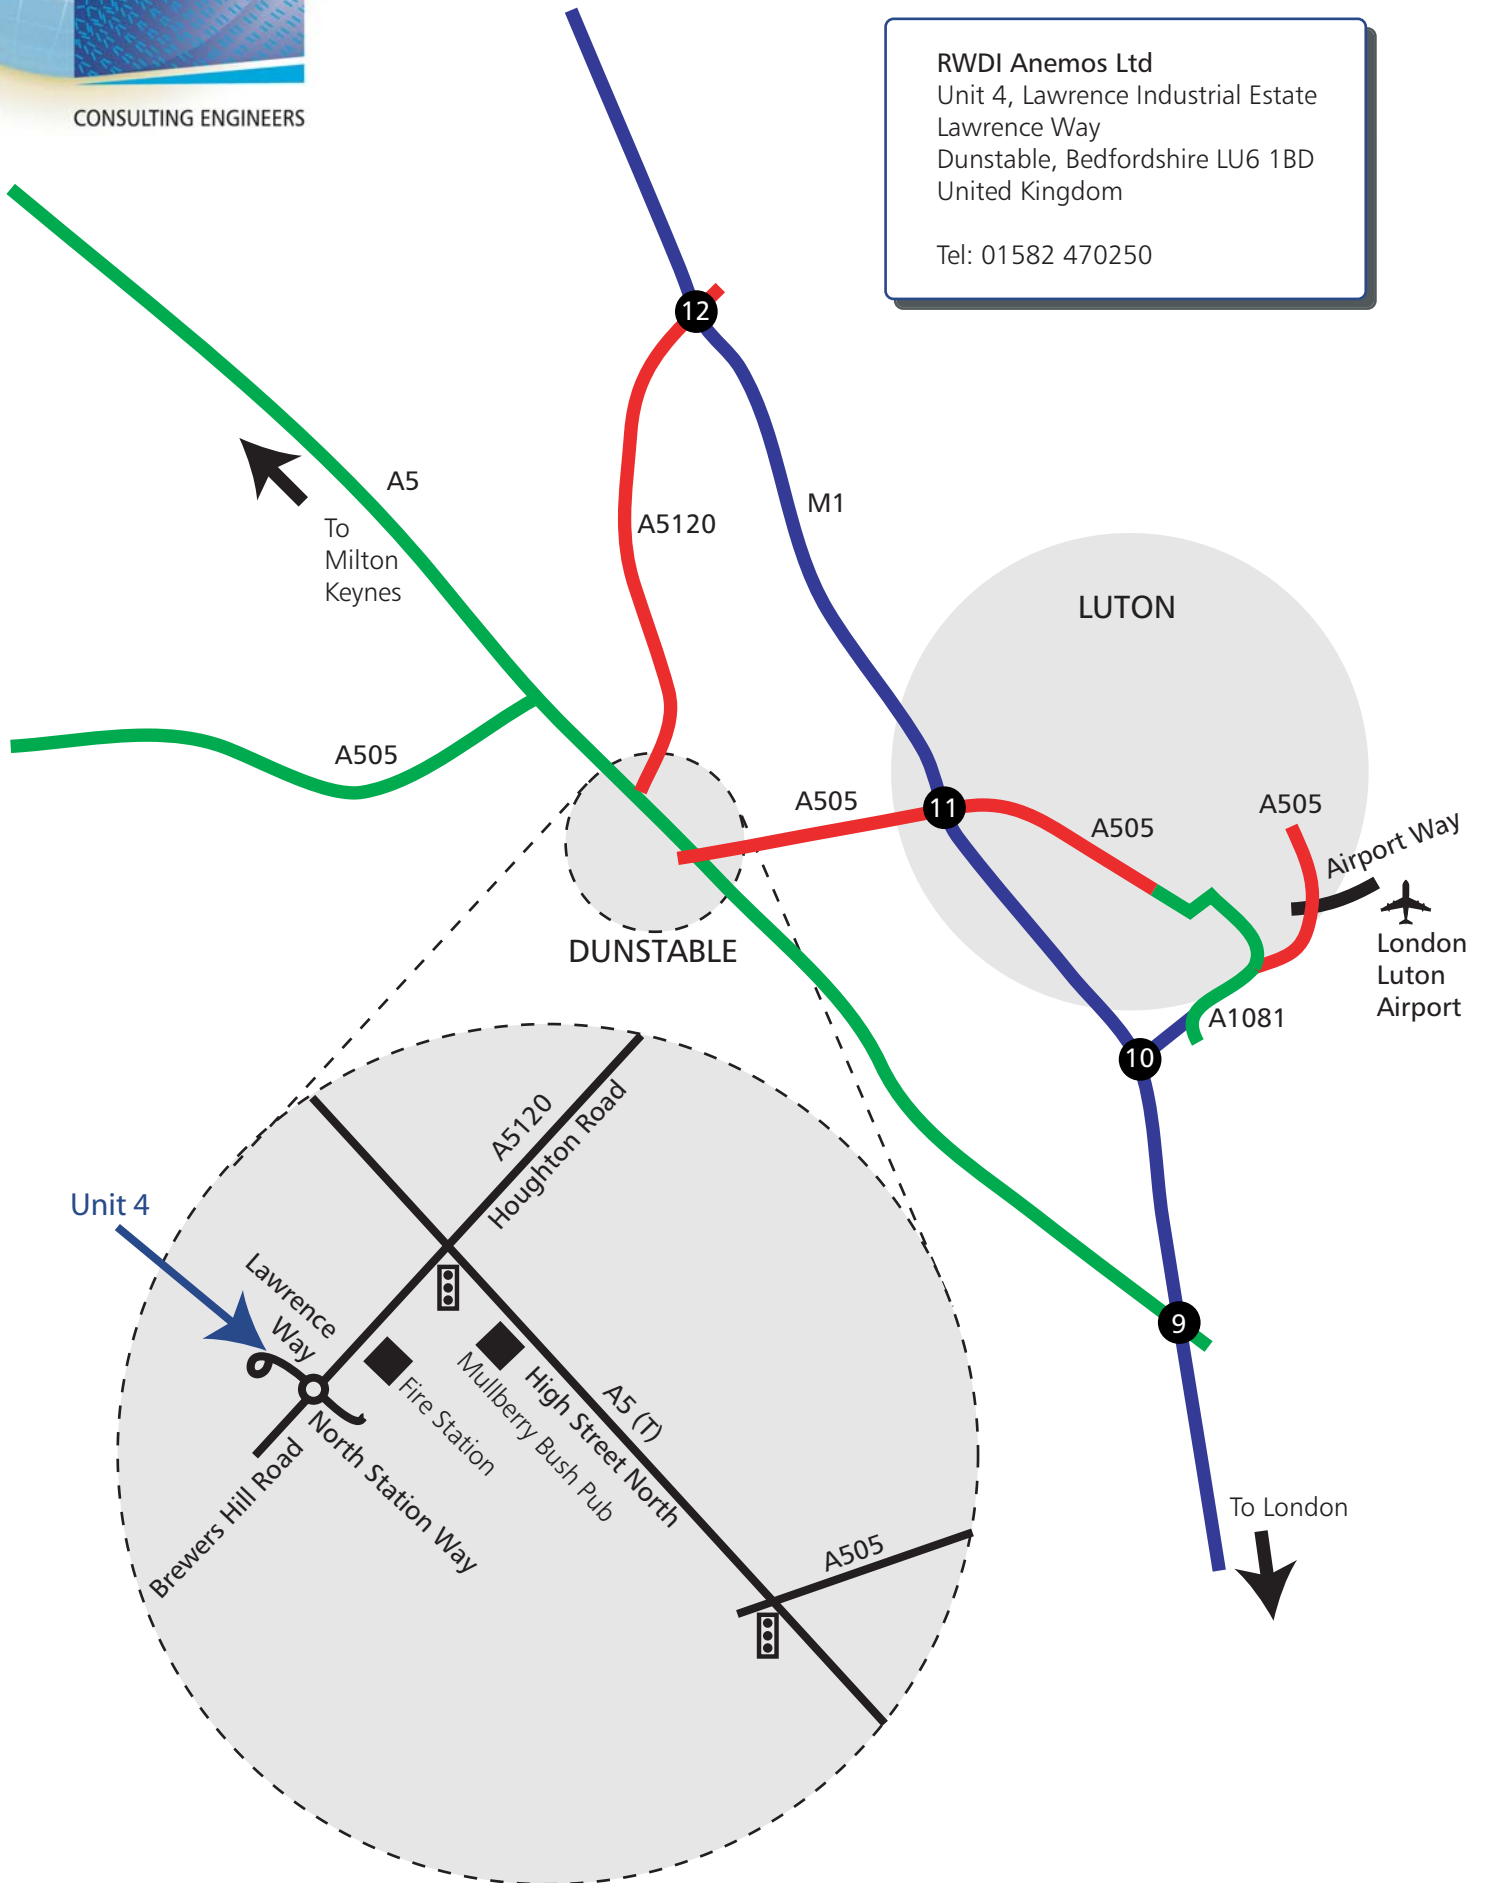 CONSULTING ENGINEERS
RWDI Anemos Ltd
Unit 4, Lawrence Industrial Estate
Lawrence Way
Dunstable, Bedfordshire LU6 1BD
United Kingdom
Tel: 01582 470250
12
A5
To
Milton
Keynes
A5120
M1
LUTON
A505
A505
11
A505
A505
Airport Way
London
Luton
Airport
DUNSTABLE
A1081
10
A5120
Houghton Road
Unit 4
Lawrence
Way
9
Fire Station
Mullberry Bush Pub
High Street North
A5 (T)
North Station Way
Brewers Hill Road
A505
To London